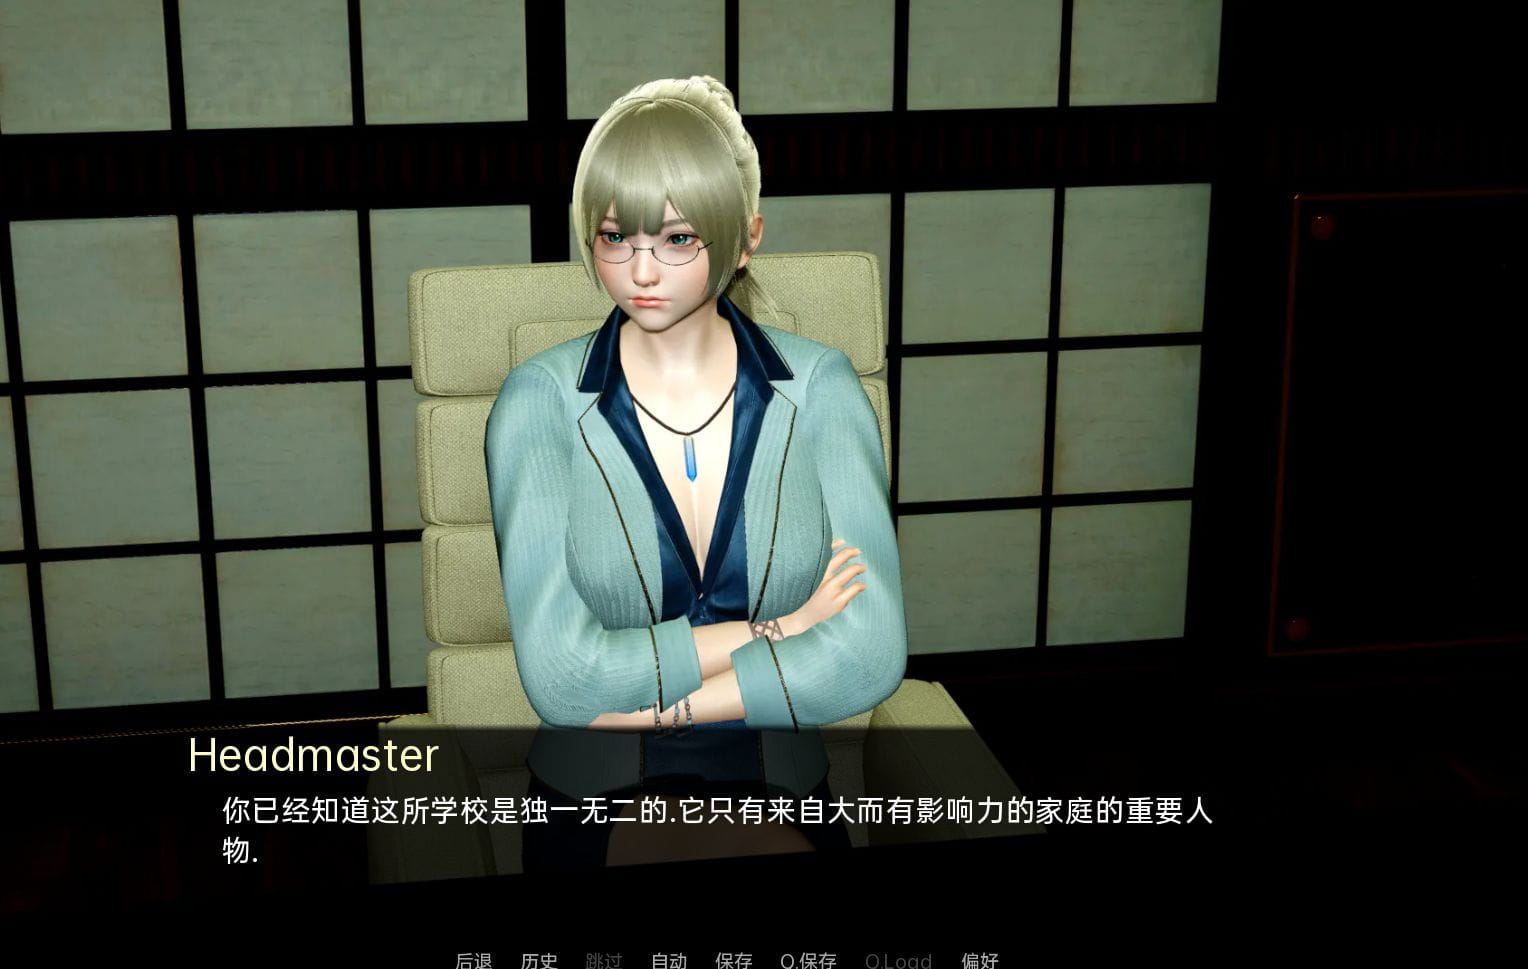 Headmaster
你已经知道这所学校是独一无二的.它只有来自大而有影响力的家庭的重要人
物.
后退 历史 跳过 自动 保存 Q.保存 Q.Load 偏好